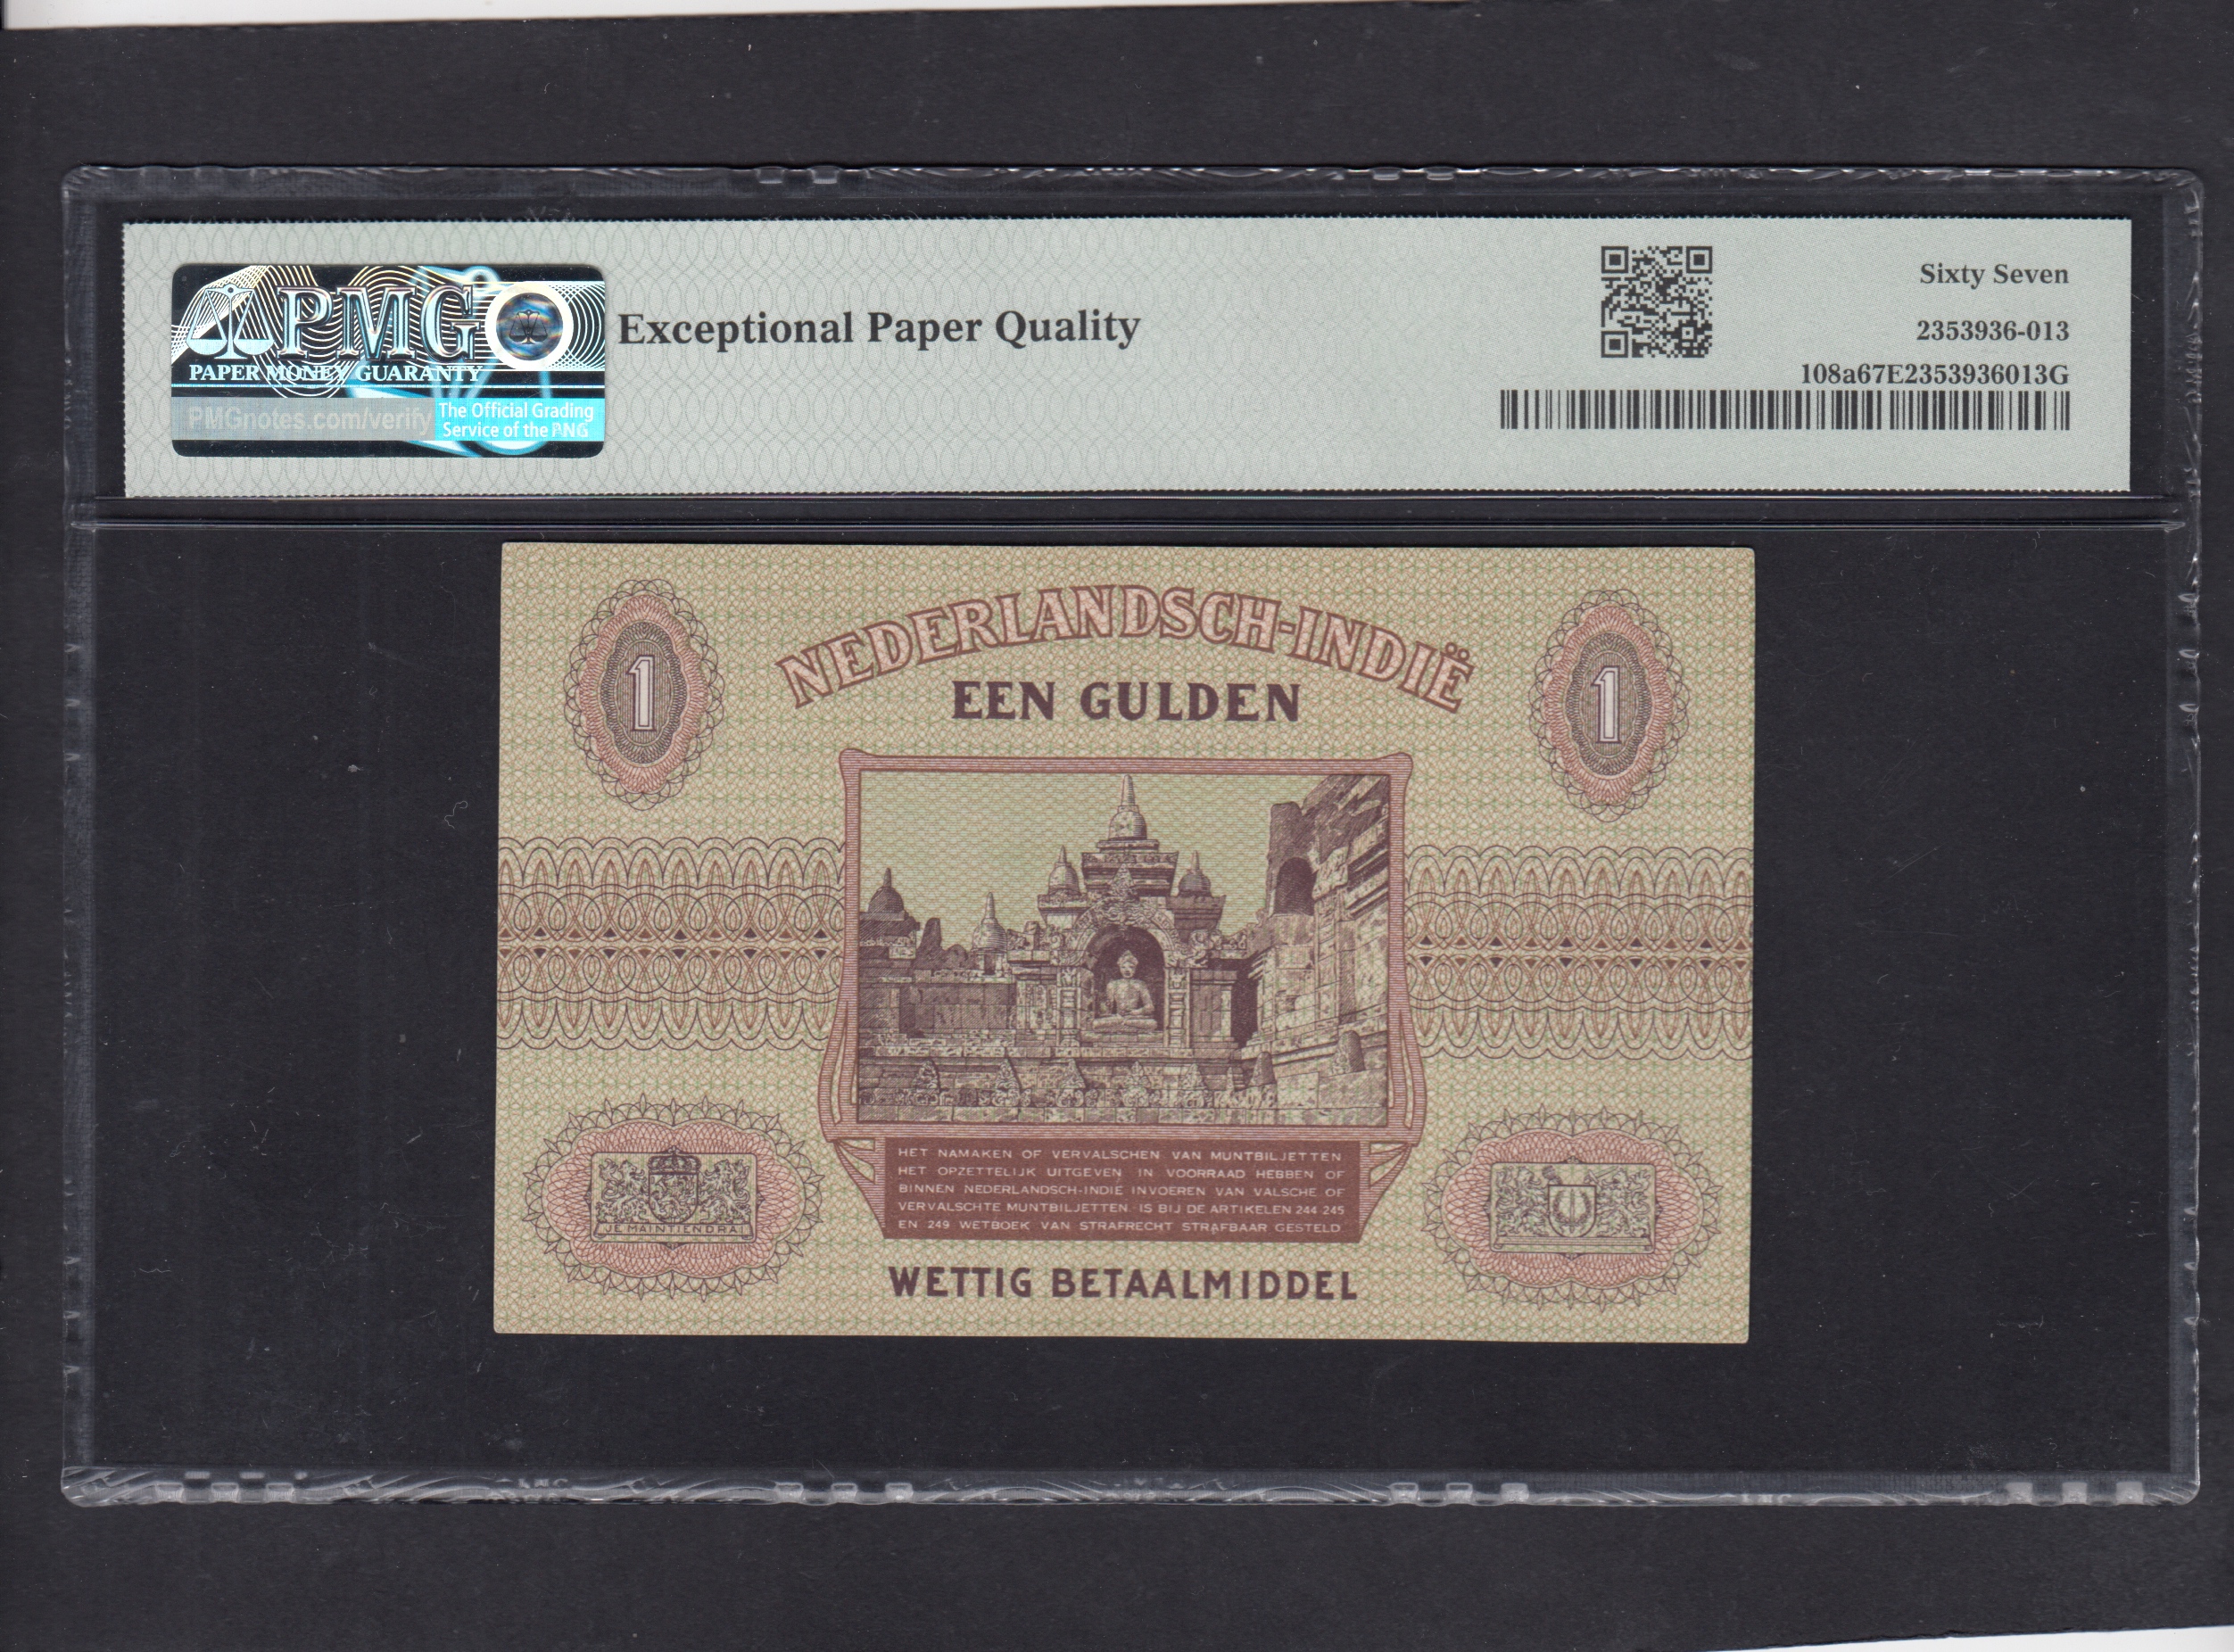 PMG
PAPER MONEY GUARANTY
PMGnotes.com/verify
The Official Grading
Service of the PNG
Exceptional Paper Quality
Sixty Seven
2353936-013
108a67E2353936013G
NEDERLANDSCH-INDIË
EEN GULDEN
1
1
HET NAMAKEN OF VERVALSCHEN VAN MUNTBILJETTEN
HET OPZETTELIJK UITGEVEN IN VOORRAAD HEBBEN OF
BINNEN NEDERLANDSCH-INDIË INVOEREN VAN VALSCHE OF
VERVALSCHTE MUNTBILJETTEN IS BIJ DE ARTIKELEN 244 245
EN 249 WETBOEK VAN STRAFRECHT STRAFBAAR GESTELD
JE MAINTIENDRAI
WETTIG BETAALMIDDEL